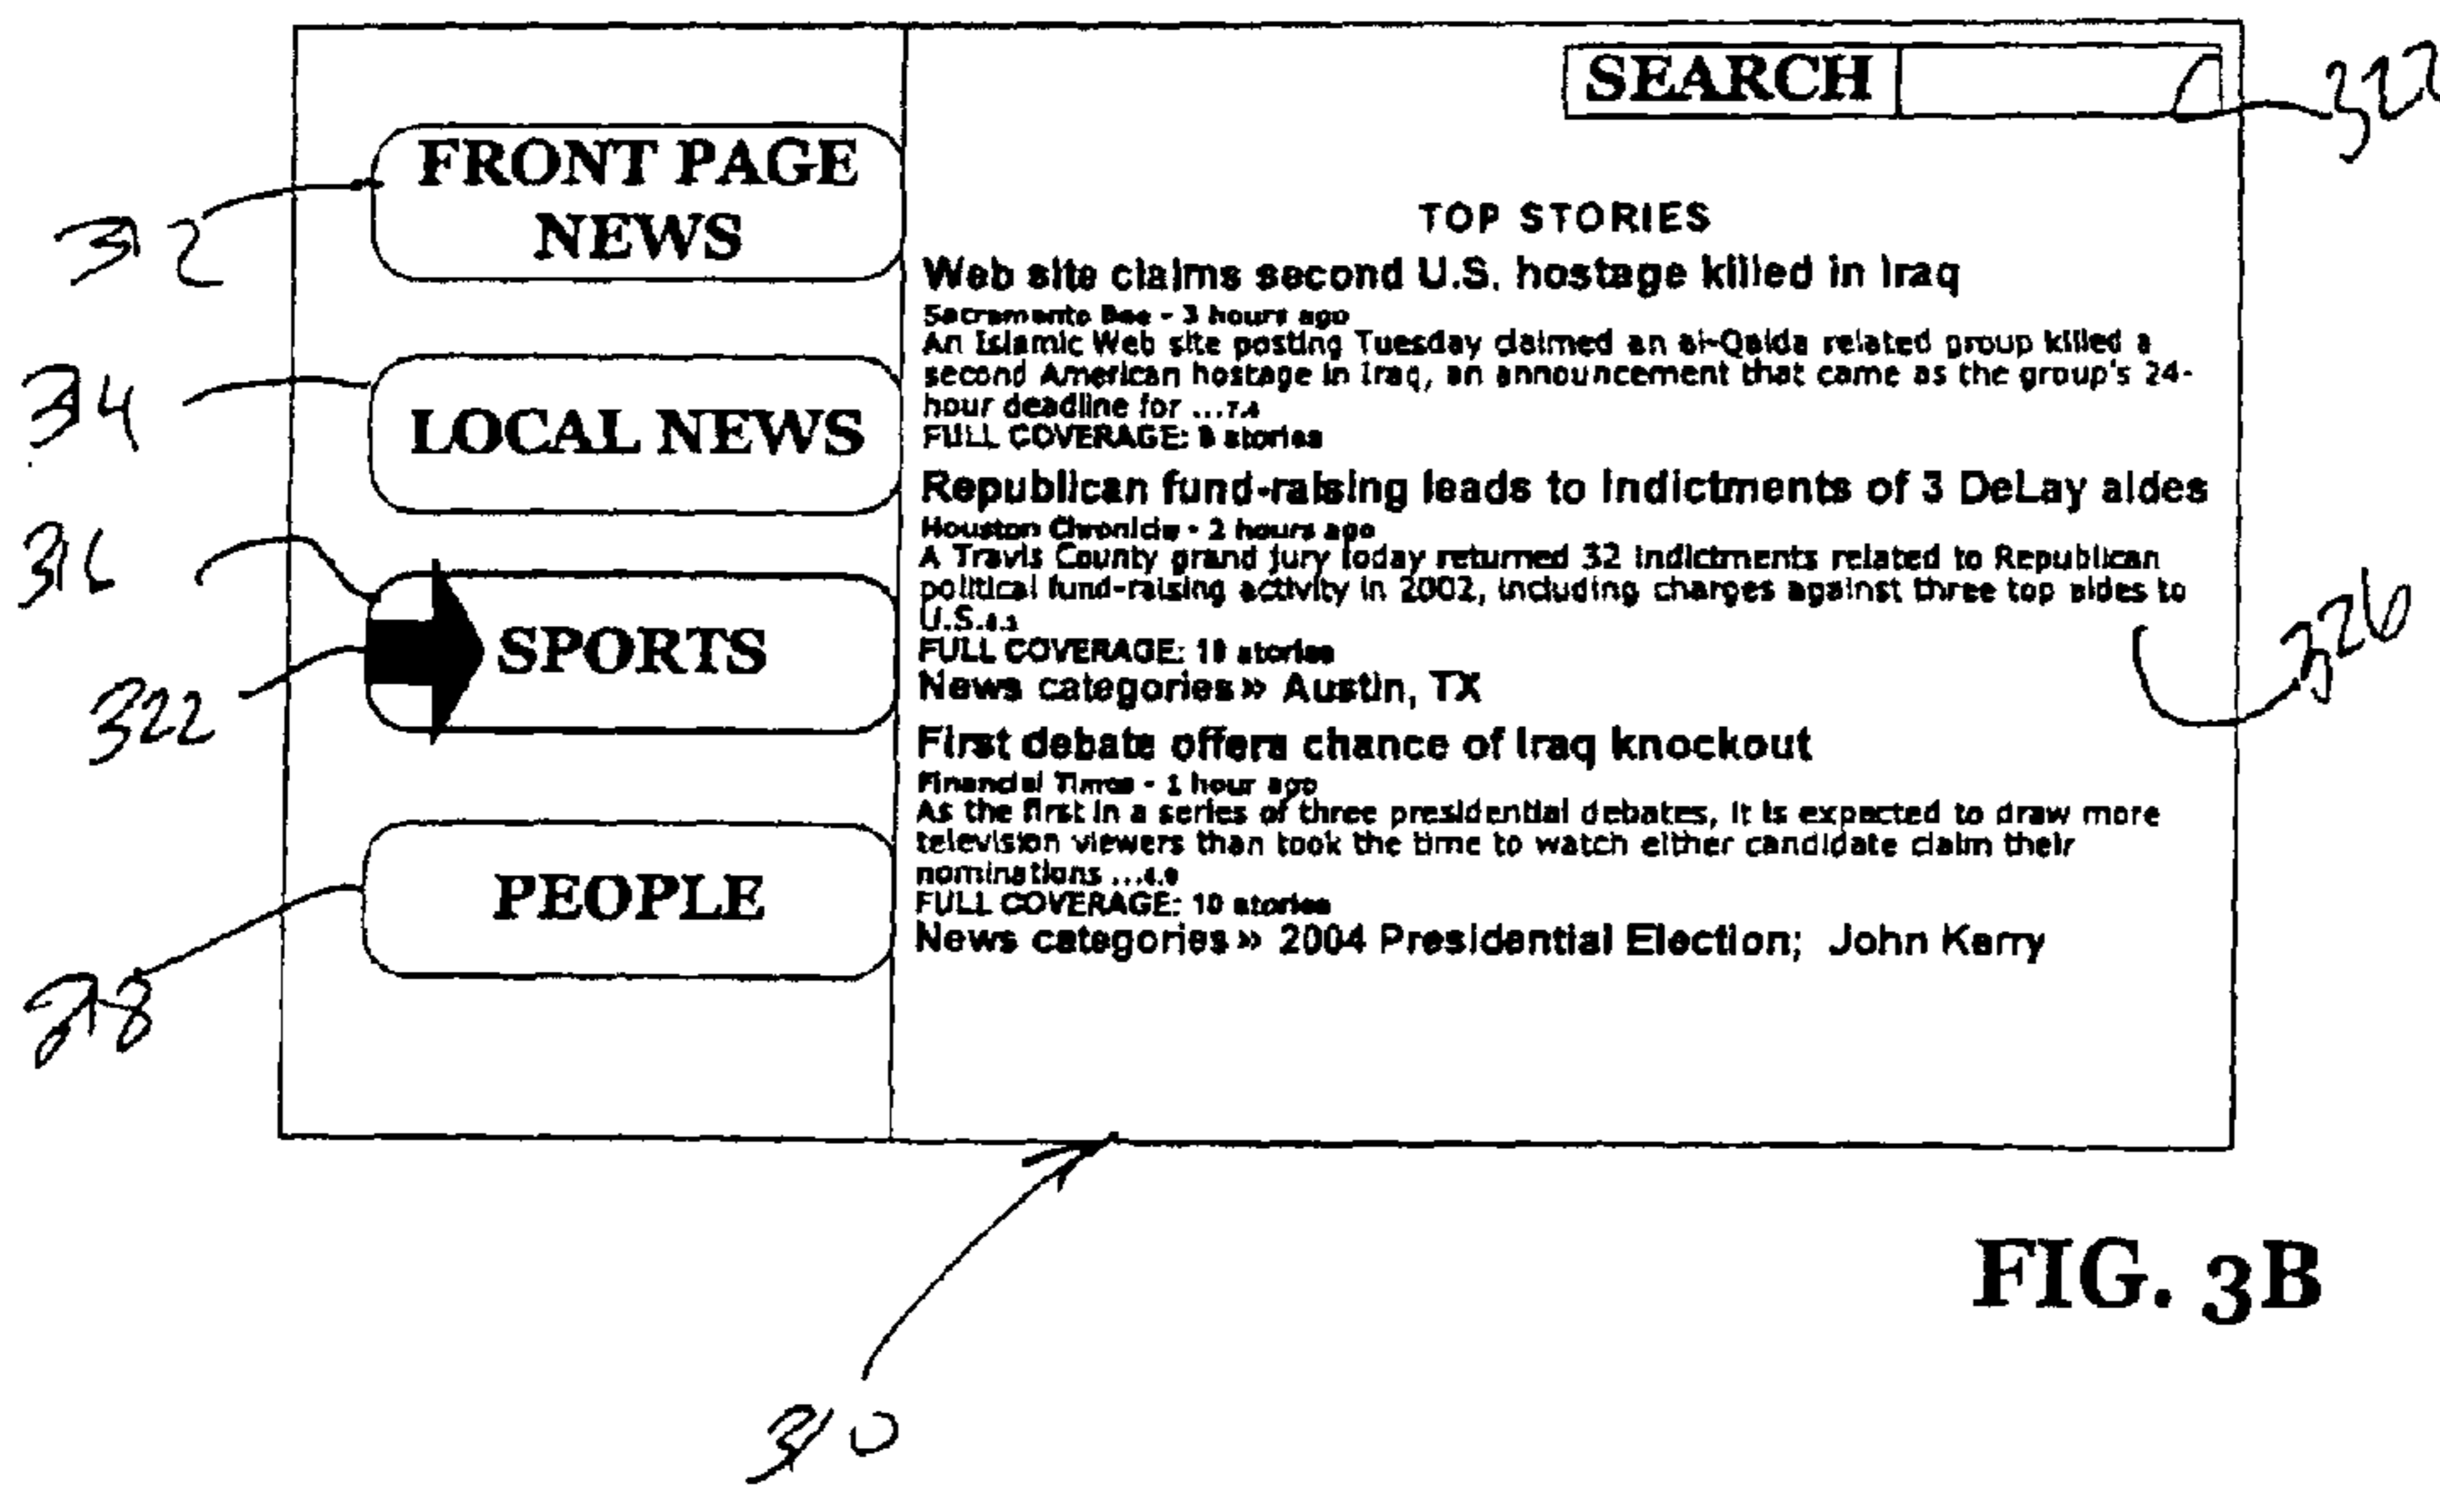 SEARCH
322
FRONT PAGE
NEWS
312
LOCAL NEWS
314
SPORTS
316
322
PEOPLE
318
TOP STORIES
Web site claims second U.S. hostage killed in Iraq
Sacramento Bee - 3 hours ago
An Islamic Web site posting Tuesday claimed an al-Qaida related group killed a
second American hostage in Iraq, an announcement that came as the group's 24-
hour deadline for ...7.4
FULL COVERAGE: stories
Republican fund-raising leads to indictments of 3 DeLay aides
Houston Chronicle - 2 hours ago
A Travis County grand jury today returned 32 indictments related to Republican
political fund-raising activity in 2002, including charges against three top aides to
U.S.
FULL COVERAGE: stories
News categories» Austin, TX
326
First debate offers chance of Iraq knockout
Financial Times - 1 hour ago
As the first in a series of three presidential debates, it is expected to draw more
television viewers than took the time to watch either candidate claim their
nominations ...
FULL COVERAGE: 10 stories
News categories» 2004 Presidential Election; John Kerry
310
FIG. 3B